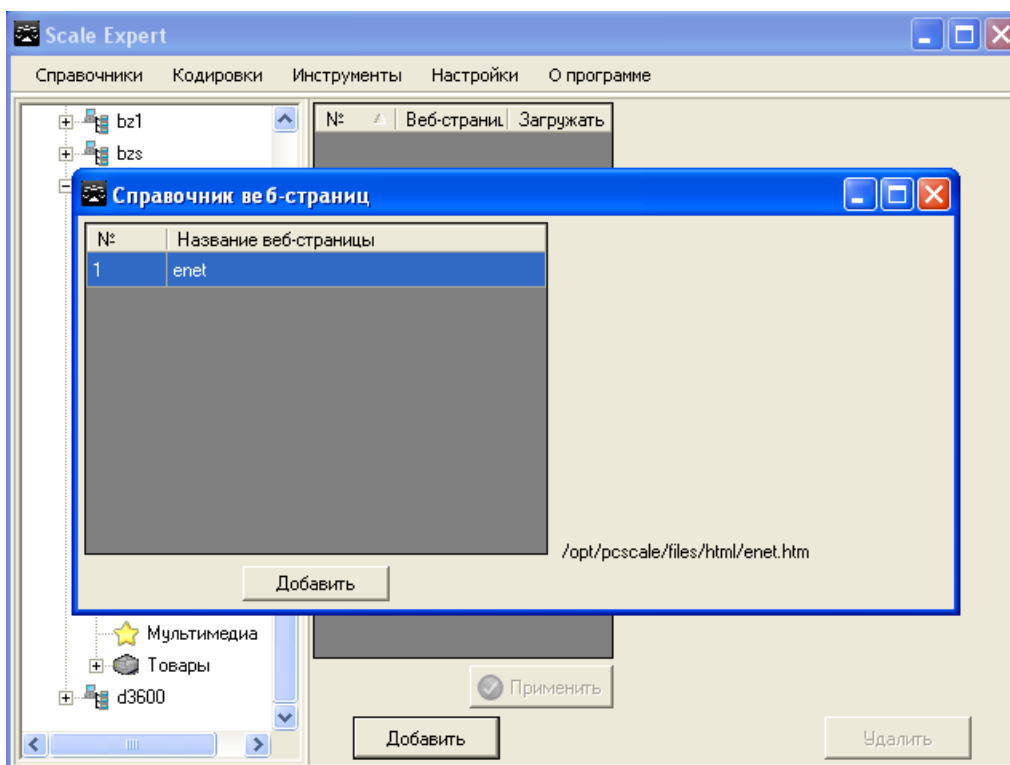 Scale Expert
Справочники Кодировки Инструменты Настройки О программе
bz1
bzs
№ Веб-страниц Загружать
Справочник веб-страниц
№ Название веб-страницы
1 enet
/opt/pcscale/files/html/enet.htm
Добавить
Мультимедиа
Товары
d3600
Применить
Добавить
Удалить